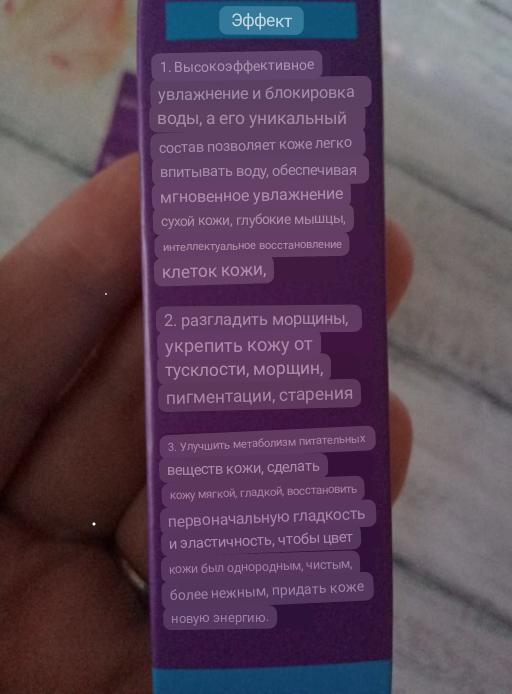 Эффект
1. Высокоэффективное
увлажнение и блокировка
воды, а его уникальный
состав позволяет коже легко
впитывать воду, обеспечивая
мгновенное увлажнение
сухой кожи, глубокие мышцы,
интеллектуальное восстановление
клеток кожи,
2. разгладить морщины,
укрепить кожу от
тусклости, морщин,
пигментации, старения
3. Улучшить метаболизм питательных
веществ кожи, сделать
кожу мягкой, гладкой, восстановить
первоначальную гладкость
и эластичность, чтобы цвет
кожи был однородным, чистым,
более нежным, придать коже
новую энергию.